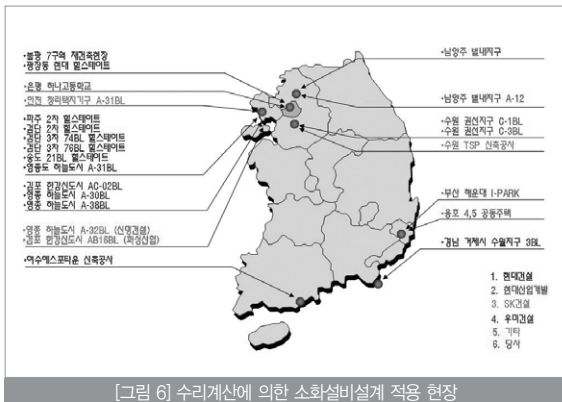 •불광 7구역 재건축현장
•광장동 현대 힐스테이트
•은평 하나고등학교
•인천 청라택지기구 A-31BL
•파주 2차 힐스테이트
•검단 2차 힐스테이트
•검단 3차 74BL 힐스테이트
•검단 3차 76BL 힐스테이트
•송도 21BL 힐스테이트
•영종도 하늘도시 A-31BL
•김포 한강신도시 AC-02BL
•영종 하늘도시 A-30BL
•영종 하늘도시 A-38BL
•영종 하늘도시 A-32BL (신명건설)
•김포 한강신도시 AB16BL (화성산업)
•여수엑스포타운 신축공사
•남양주 별내지구
•남양주 별내지구 A-12
•수원 권선지구 C-1BL
•수원 권선지구 C-3BL
•수원 TSP 신축공사
•부산 해운대 I-PARK
•용호 4,5 공동주택
•경남 거제시 수월지구 3BL
1. 현대건설
2. 현대산업개발
3. SK건설
4. 우미건설
5. 기타
6. 당사
[그림 6] 수리계산에 의한 소화설비설계 적용 현장